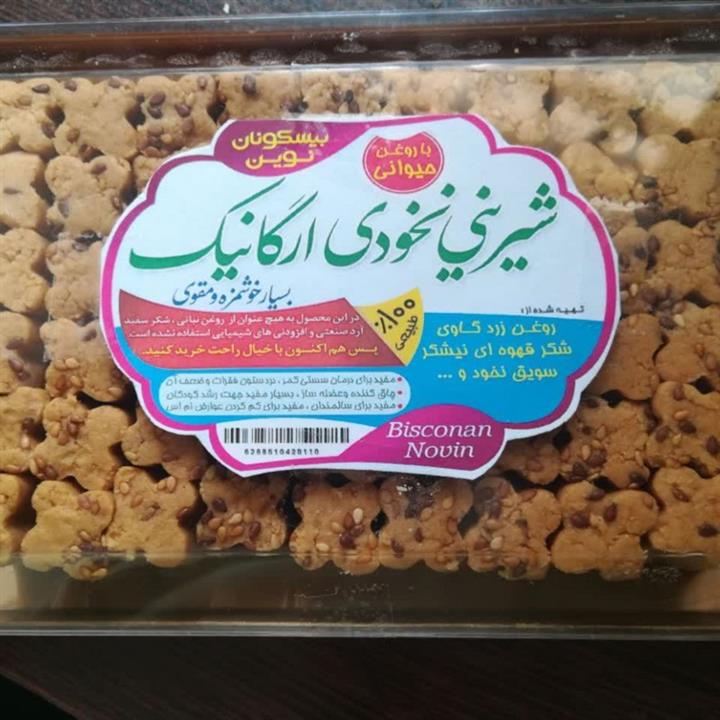 بیسکونان
نوین
با روغن
حیوانی
شیرینی نخودی ارگانیک
بسیار خوشمزه و مقوی
۱۰۰٪
طبیعی
در این محصول به هیچ عنوان از روغن نباتی ، شکر سفید
آرد صنعتی و افزودنی های شیمیایی استفاده نشده است.
پس هم اکنون با خیال راحت خرید کنید.
تهیه شده از:
روغن زرد گاوی
شکر قهوه ای نیشکر
سویق نخود و ...
• مفید برای درمان سستی کمر، درد ستون فقرات و ضعف آن
• چاق کننده و عضله ساز، بسیار مفید جهت رشد کودکان
• مفید برای سالمندان ، مفید برای کم کردن عوارض ام اس
6268510428110
Bisconan
Novin